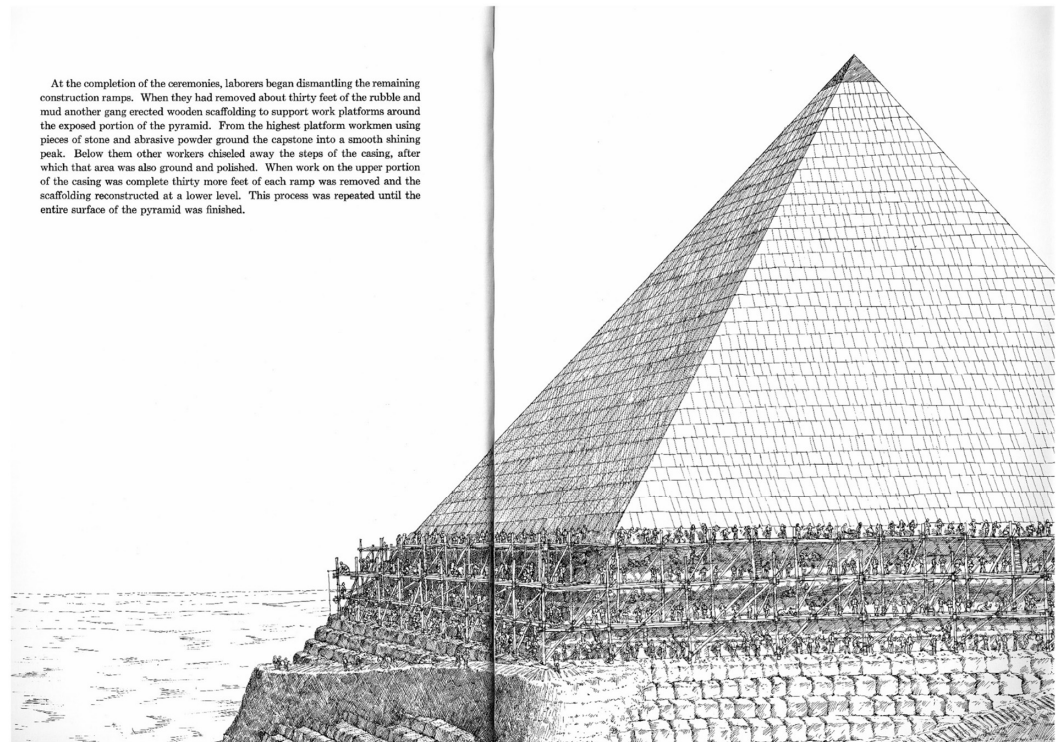 At the completion of the ceremonies, laborers began dismantling the remaining
construction ramps. When they had removed about thirty feet of the rubble and
mud another gang erected wooden scaffolding to support work platforms around
the exposed portion of the pyramid. From the highest platform workmen using
pieces of stone and abrasive powder ground the capstone into a smooth shining
peak. Below them other workers chiseled away the steps of the casing, after
which that area was also ground and polished. When work on the upper portion
of the casing was complete thirty more feet of each ramp was removed and the
scaffolding reconstructed at a lower level. This process was repeated until the
entire surface of the pyramid was finished.